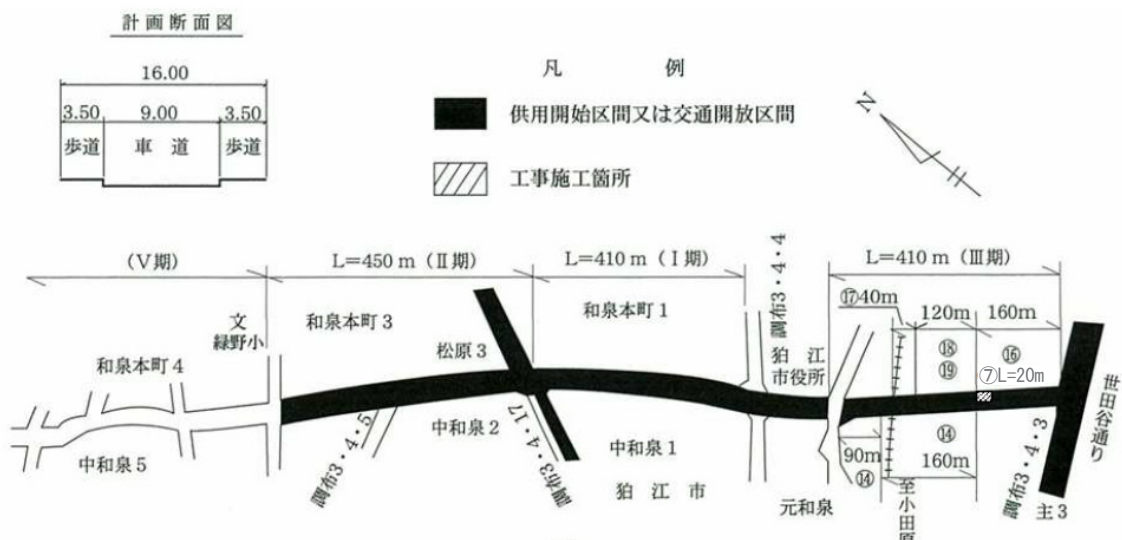 計画断面図
16.00
3.50 9.00 3.50
歩道 車道 歩道
凡例
供用開始区間又は交通開放区間
工事施工箇所
N
(Ⅴ期)
L=450m(Ⅱ期)
L=410m(Ⅰ期)
調布3・4・4
L=410m(Ⅲ期)
⑰40m
120m
160m
文
緑野小
和泉本町3
和泉本町1
松原3
狛江
市役所
⑱
⑲
⑯
⑦L=20m
和泉本町4
世田谷通り
中和泉5
調布3・4・5
中和泉2
調布3・4・17
中和泉1
狛江市
元和泉
90m
⑭
⑭
160m
至小田原
調布3・4・3
主3